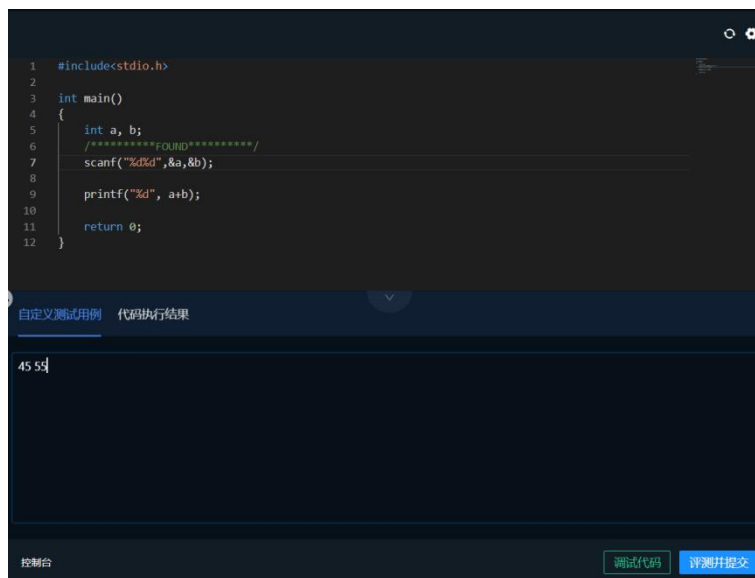 1 #include<stdio.h>
2
3 int main()
4 {
5 int a, b;
6 /**********FOUND**********/
7 scanf("%d%d",&a,&b);
8
9 printf("%d", a+b);
10
11 return 0;
12 }
自定义测试用例 代码执行结果
45 55
控制台 调试代码 评测并提交